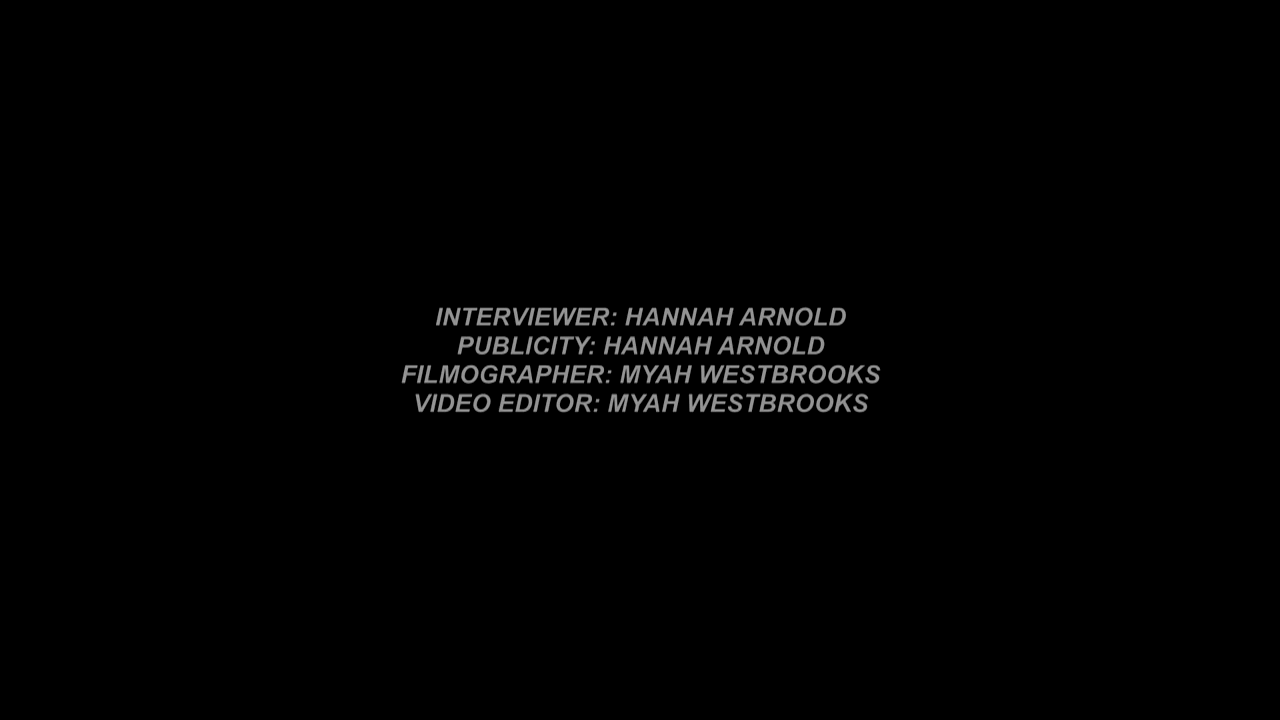 INTERVIEWER: HANNAH ARNOLD
PUBLICITY: HANNAH ARNOLD
FILMOGRAPHER: MYAH WESTBROOKS
VIDEO EDITOR: MYAH WESTBROOKS